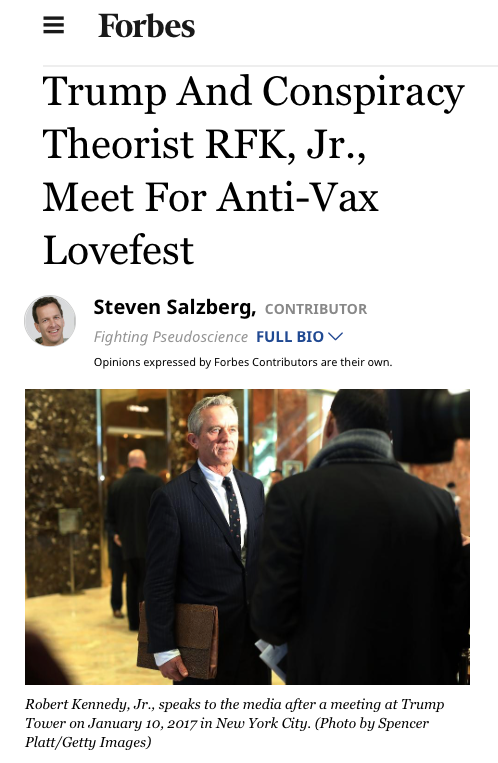 Forbes
Trump And Conspiracy
Theorist RFK, Jr.,
Meet For Anti-Vax
Lovefest
Steven Salzberg, CONTRIBUTOR
Fighting Pseudoscience FULL BIO
Opinions expressed by Forbes Contributors are their own.
Robert Kennedy, Jr., speaks to the media after a meeting at Trump
Tower on January 10, 2017 in New York City. (Photo by Spencer
Platt/Getty Images)